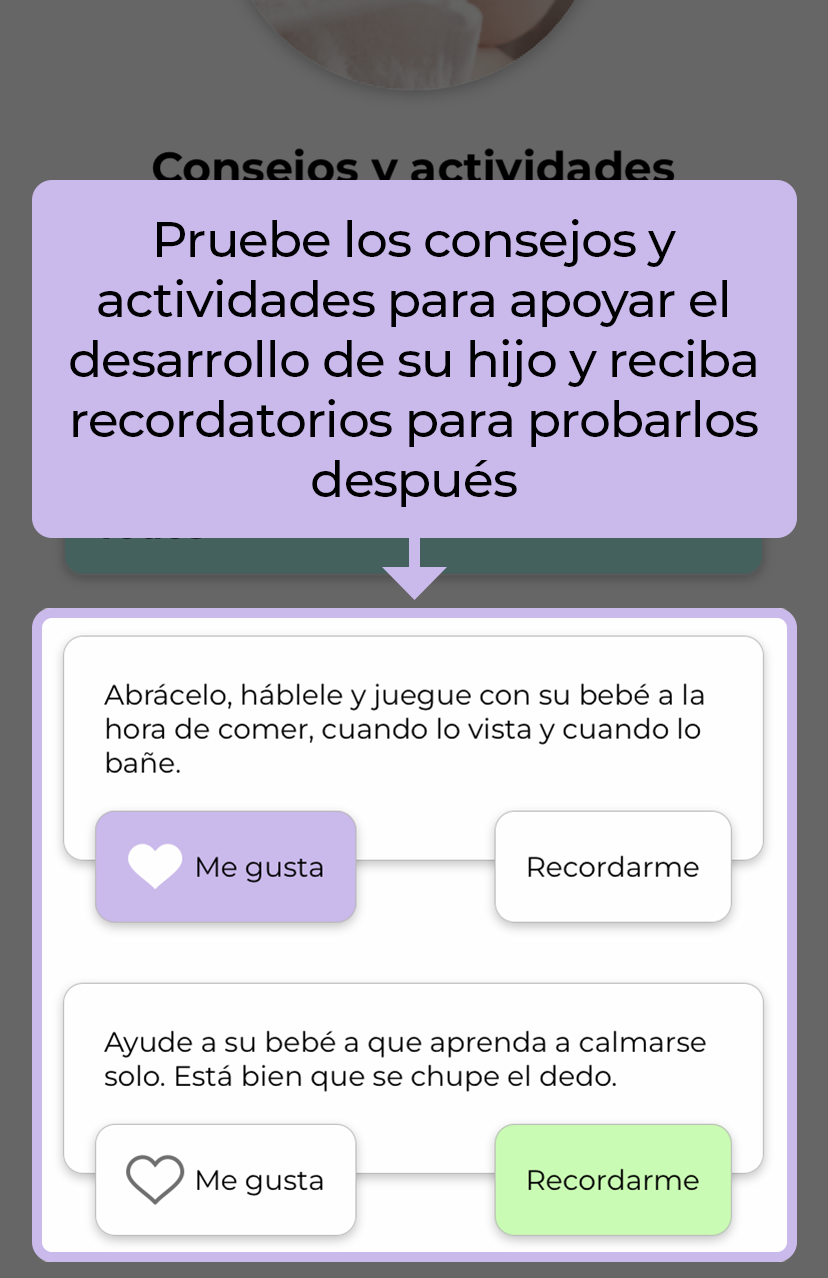 Consejos y actividades
Pruebe los consejos y
actividades para apoyar el
desarrollo de su hijo y reciba
recordatorios para probarlos
después
Abrácelo, háblele y juegue con su bebé a la
hora de comer, cuando lo vista y cuando lo
bañe.
Me gusta
Recordarme
Ayude a su bebé a que aprenda a calmarse
solo. Está bien que se chupe el dedo.
Me gusta
Recordarme